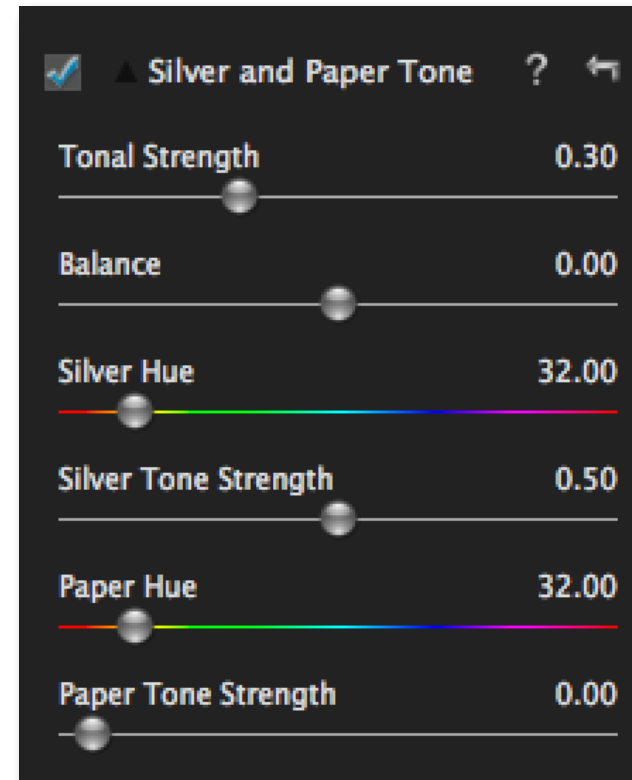 Silver and Paper Tone ?
Tonal Strength 0.30
Balance 0.00
Silver Hue 32.00
Silver Tone Strength 0.50
Paper Hue 32.00
Paper Tone Strength 0.00